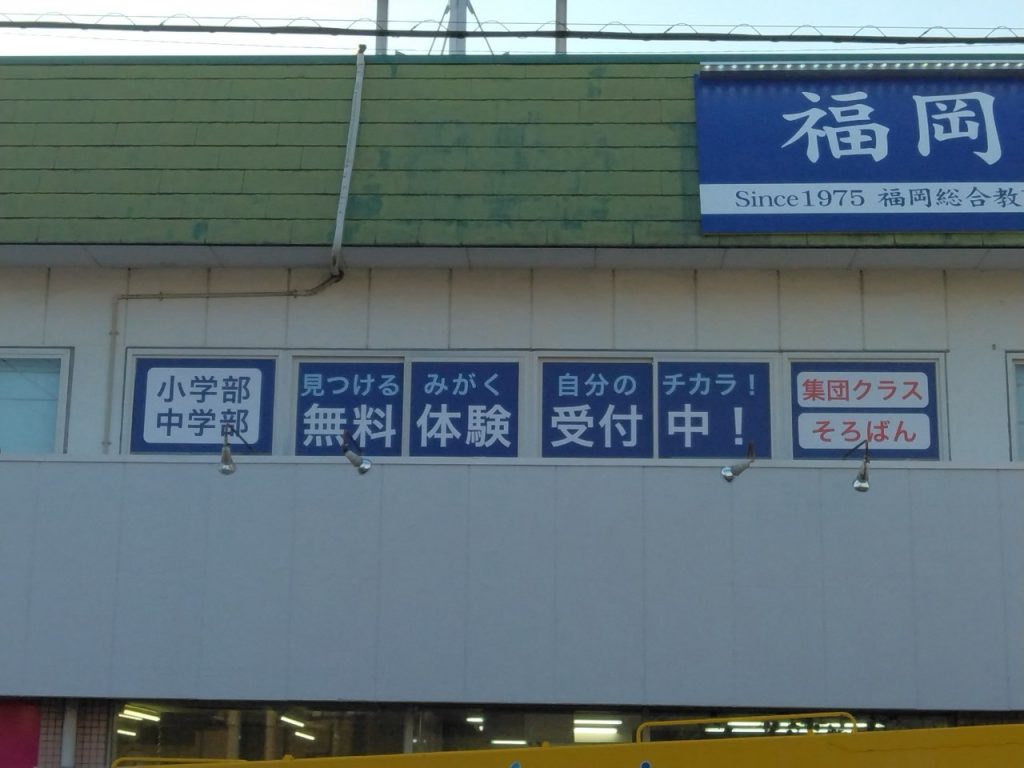 福岡
Since1975 福岡総合教
小学部
中学部
見つける みがく 自分の チカラ！
無料 体験 受付 中！
集団クラス
そろばん